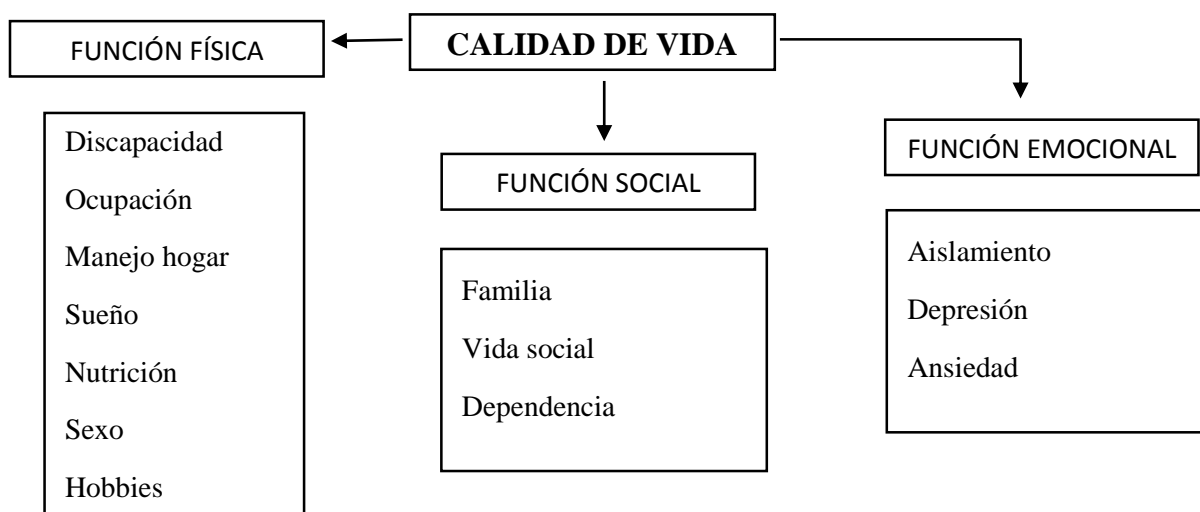 CALIDAD DE VIDA
FUNCIÓN FÍSICA
Discapacidad
Ocupación
Manejo hogar
Sueño
Nutrición
Sexo
Hobbies
FUNCIÓN SOCIAL
Familia
Vida social
Dependencia
FUNCIÓN EMOCIONAL
Aislamiento
Depresión
Ansiedad